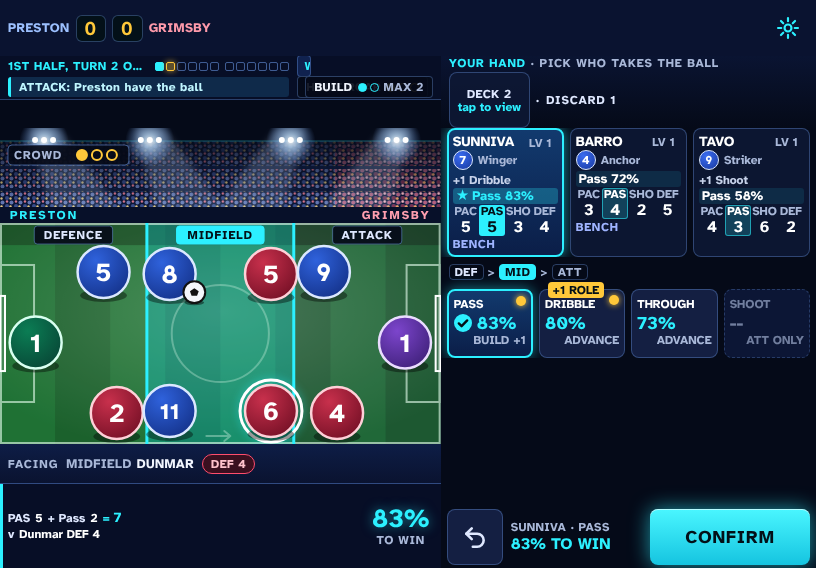 PRESTON 0 0 GRIMSBY
1ST HALF, TURN 2 O...
ATTACK: Preston have the ball
BUILD MAX 2
CROWD
PRESTON GRIMSBY
DEFENCE MIDFIELD ATTACK
5 8 5 9
1 1
2 11 6 4
FACING MIDFIELD DUNMAR DEF 4
PAS 5 + Pass 2 = 7
v Dunmar DEF 4
83%
TO WIN
YOUR HAND · PICK WHO TAKES THE BALL
DECK 2
tap to view
· DISCARD 1
SUNNIVA LV 1
7 Winger
+1 Dribble
★ Pass 83%
PAC PAS SHO DEF
5 5 3 4
BENCH
BARRO LV 1
4 Anchor
Pass 72%
PAC PAS SHO DEF
3 4 2 5
BENCH
TAVO LV 1
9 Striker
+1 Shoot
Pass 58%
PAC PAS SHO DEF
4 3 6 2
DEF > MID > ATT
PASS
83%
BUILD +1
+1 ROLE
DRIBBLE
80%
ADVANCE
THROUGH
73%
ADVANCE
SHOOT
--
ATT ONLY
SUNNIVA · PASS
83% TO WIN
CONFIRM